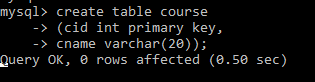 mysql> create table course
    -> (cid int primary key,
    -> cname varchar(20));
Query OK, 0 rows affected (0.50 sec)